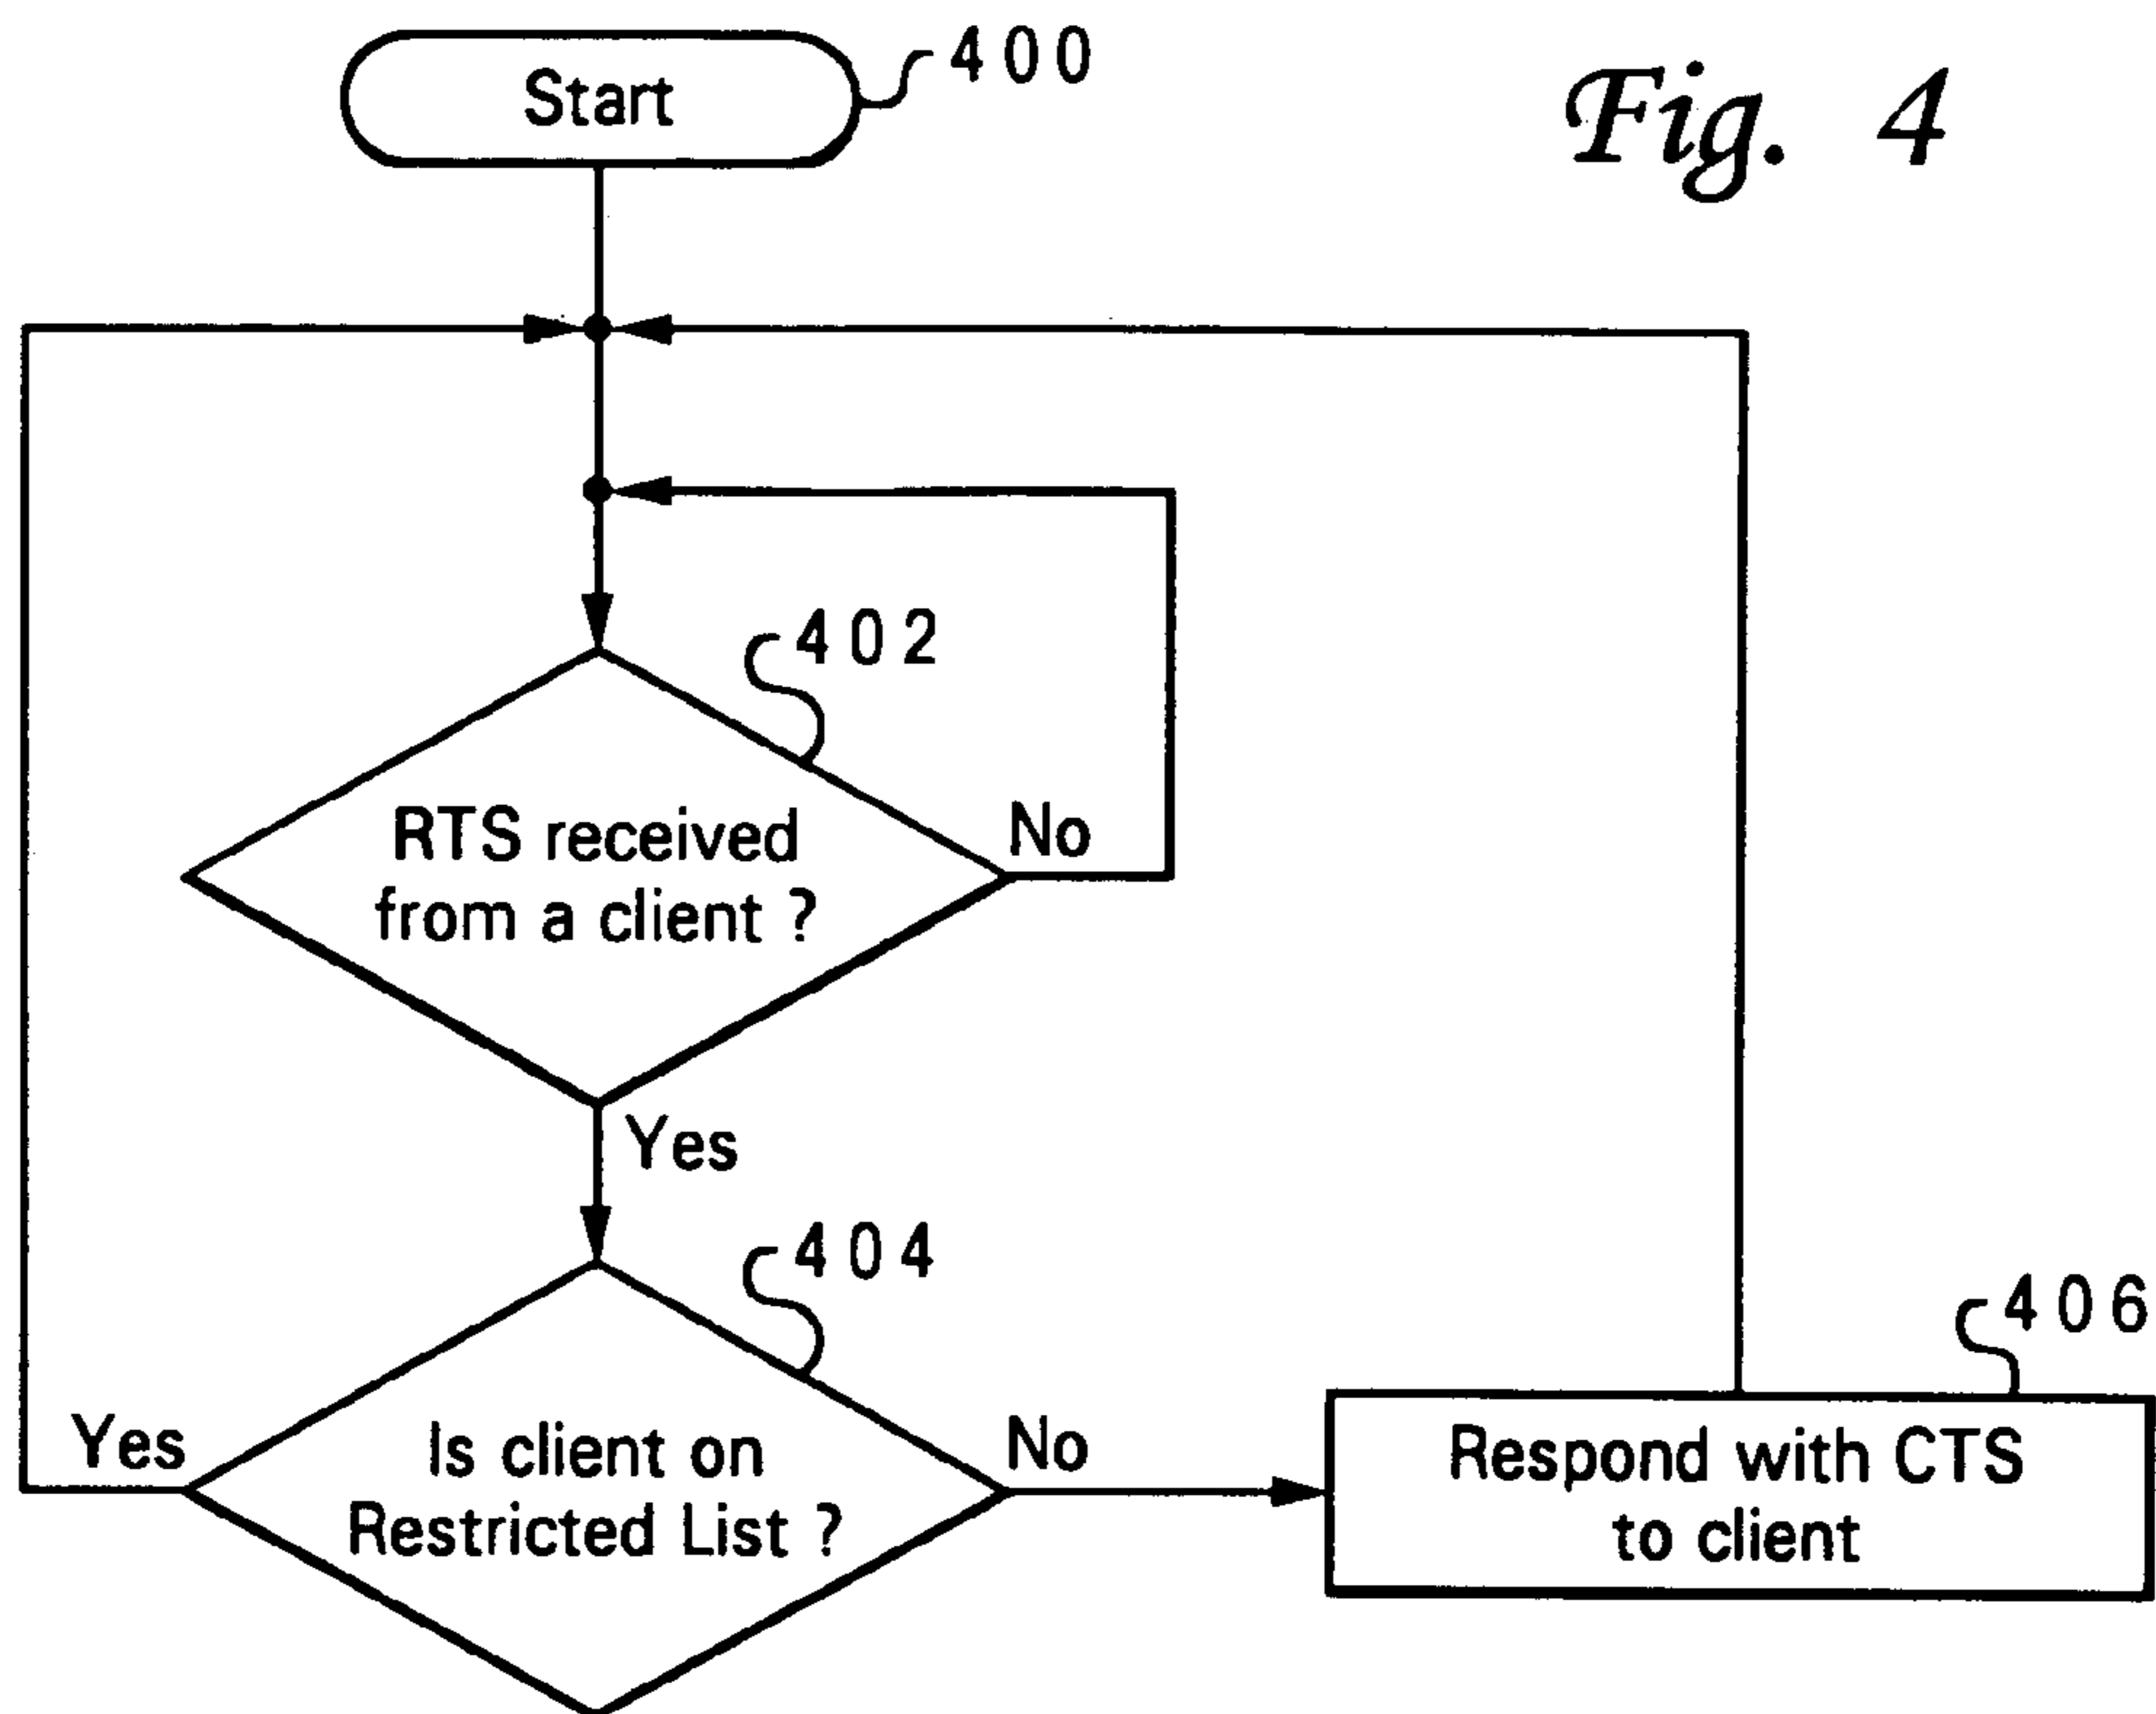 Start
400
Fig. 4
402
RTS received
from a client ?
No
Yes
404
Is client on
Restricted List ?
Yes
No
406
Respond with CTS
to client